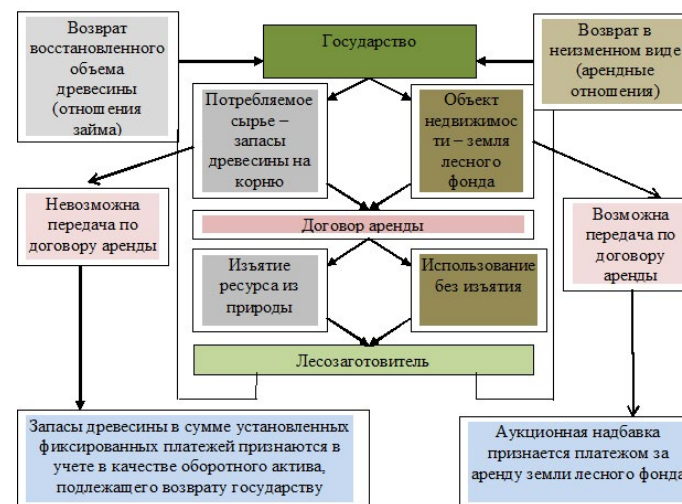 Возврат
восстановленного
объема
древесины
(отношения
займа)
Государство
Возврат в
неизменном виде
(арендные
отношения)
Потребляемое
сырье –
запасы
древесины на
корню
Объект
недвижимос
ти – земля
лесного
фонда
Невозможна
передача по
договору аренды
Договор аренды
Возможна
передача по
договору
аренды
Изъятие
ресурса из
природы
Использование
без изъятия
Лесозаготовитель
Запасы древесины в сумме установленных
фиксированных платежей признаются в
учете в качестве оборотного актива,
подлежащего возврату государству
Аукционная надбавка
признается платежом за
аренду земли лесного фонда